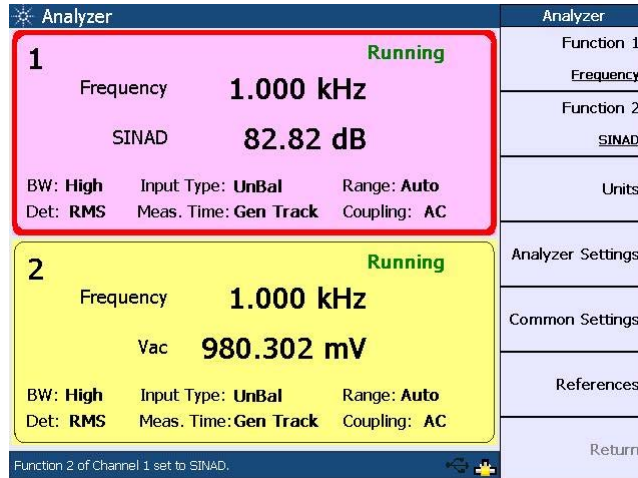 Analyzer
1
Running
Frequency 1.000 kHz
SINAD 82.82 dB
BW: High Input Type: UnBal Range: Auto
Det: RMS Meas. Time: Gen Track Coupling: AC
2
Running
Frequency 1.000 kHz
Vac 980.302 mV
BW: High Input Type: UnBal Range: Auto
Det: RMS Meas. Time: Gen Track Coupling: AC
Function 2 of Channel 1 set to SINAD.
Analyzer
Function 1
Frequency
Function 2
SINAD
Units
Analyzer Settings
Common Settings
References
Return